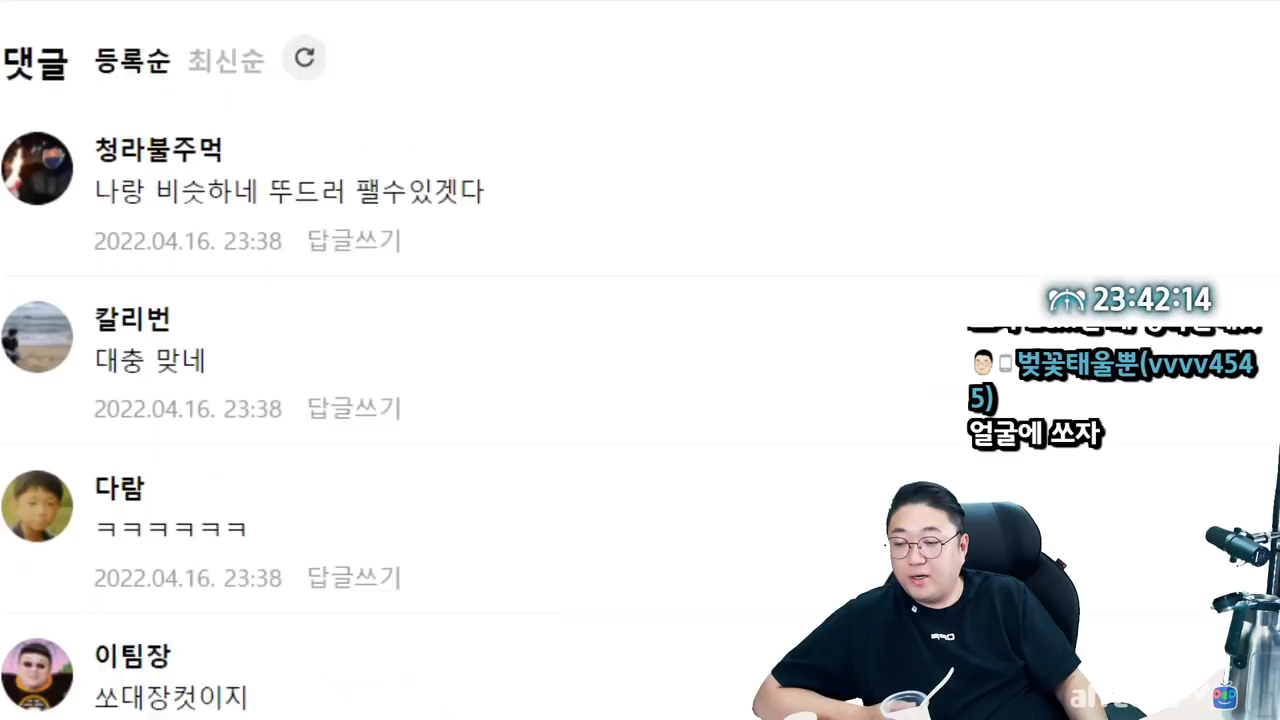 댓글 등록순 최신순
청라불주먹
나랑 비슷하네 뚜드러 팰수있겟다
2022.04.16. 23:38 답글쓰기
칼리번
대충 맞네
2022.04.16. 23:38 답글쓰기
다람
ㅋㅋㅋㅋㅋㅋ
2022.04.16. 23:38 답글쓰기
이팀장
쏘대장컷이지
23:42:14
벚꽃태울뿐(vvvv454
5)
얼굴에 쏘자